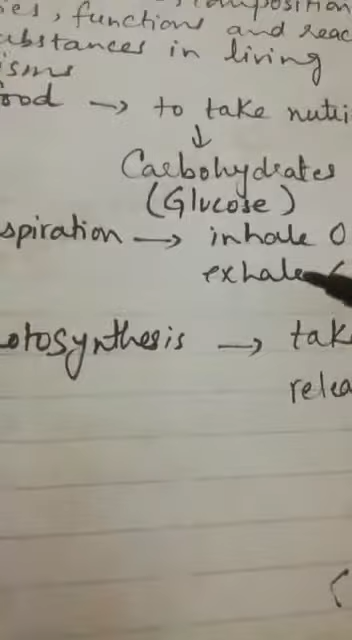 es, functions and reac
ubstances in living
isms
ood → to take nutri
↓
Carbohydrates
(Glucose)
spiration → inhale O
exhale
otosynthesis → tak
relea